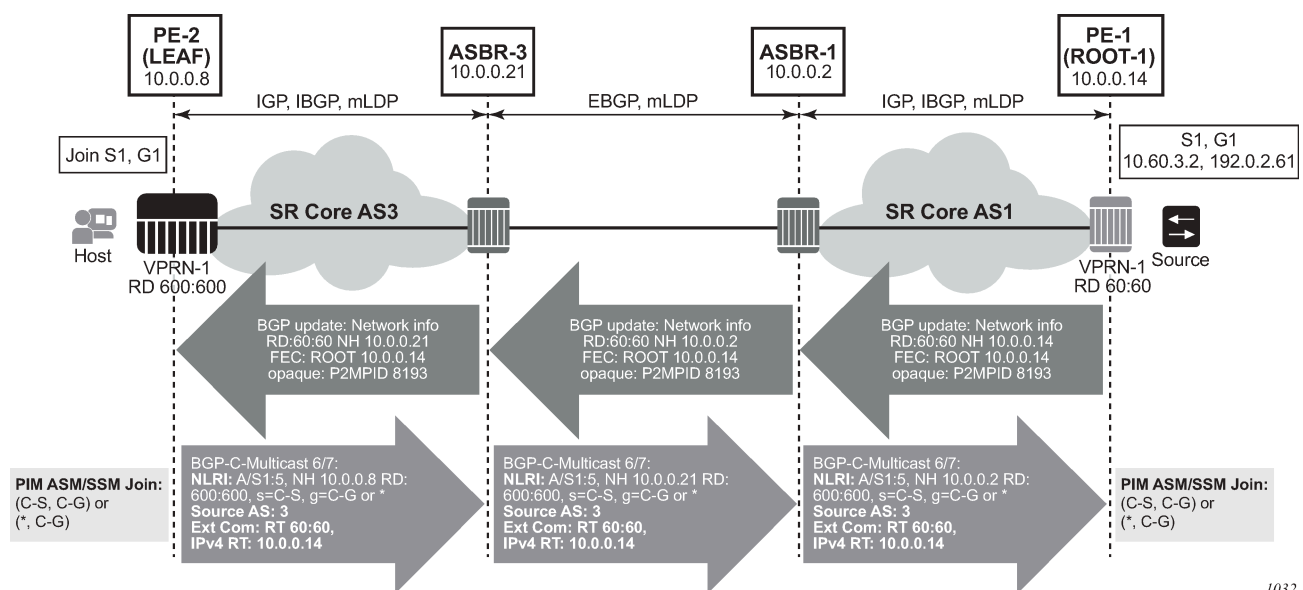 PE-2
(LEAF)
10.0.0.8
ASBR-3
10.0.0.21
ASBR-1
10.0.0.2
PE-1
(ROOT-1)
10.0.0.14
IGP, IBGP, mLDP
EBGP, mLDP
IGP, IBGP, mLDP
Join S1, G1
S1, G1
10.60.3.2, 192.0.2.61
SR Core AS3
SR Core AS1
Host
VPRN-1
RD 600:600
VPRN-1
RD 60:60
Source
BGP update: Network info
RD:60:60 NH 10.0.0.21
FEC: ROOT 10.0.0.14
opaque: P2MPID 8193
BGP update: Network info
RD:60:60 NH 10.0.0.2
FEC: ROOT 10.0.0.14
opaque: P2MPID 8193
BGP update: Network info
RD:60:60 NH 10.0.0.14
FEC: ROOT 10.0.0.14
opaque: P2MPID 8193
PIM ASM/SSM Join:
(C-S, C-G) or
(*, C-G)
BGP-C-Multicast 6/7:
NLRI: A/S1:5, NH 10.0.0.8 RD:
600:600, s=C-S, g=C-G or *
Source AS: 3
Ext Com: RT 60:60,
IPv4 RT: 10.0.0.14
BGP-C-Multicast 6/7:
NLRI: A/S1:5, NH 10.0.0.21 RD:
600:600, s=C-S, g=C-G or *
Source AS: 3
Ext Com: RT 60:60,
IPv4 RT: 10.0.0.14
BGP-C-Multicast 6/7:
NLRI: A/S1:5, NH 10.0.0.2 RD:
600:600, s=C-S, g=C-G or *
Source AS: 3
Ext Com: RT 60:60,
IPv4 RT: 10.0.0.14
PIM ASM/SSM Join:
(C-S, C-G) or
(*, C-G)
1032